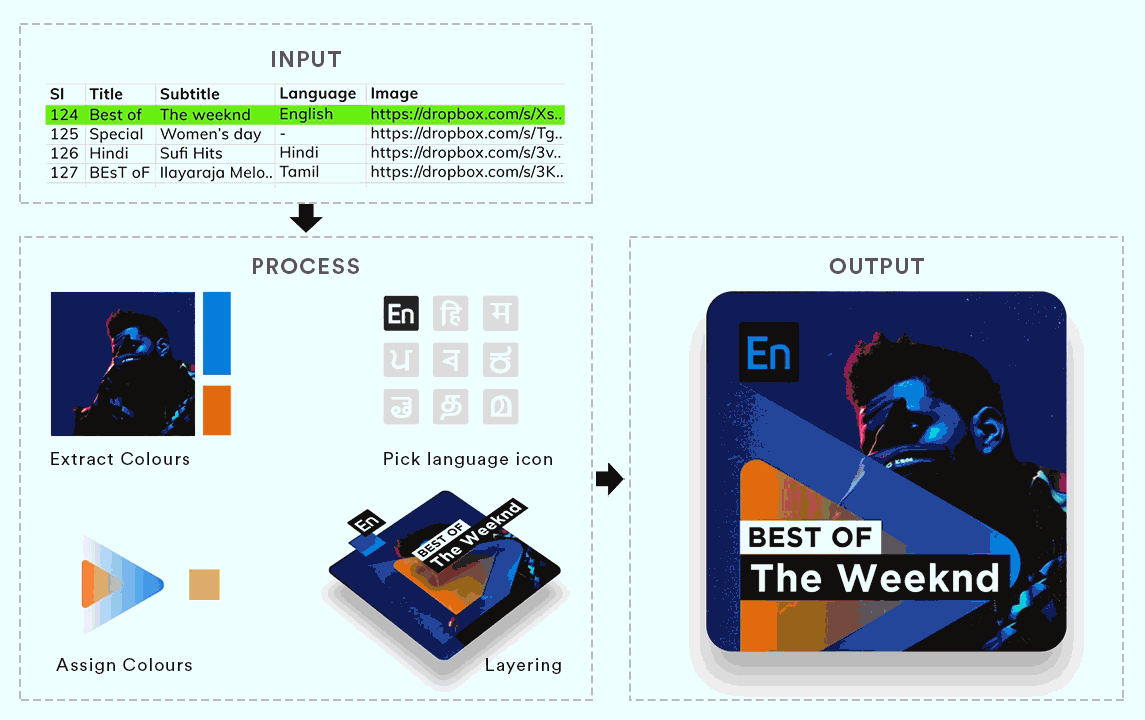 INPUT
SI Title Subtitle Language Image
124 Best of The weeknd English https://dropbox.com/s/Xs..
125 Special Women's day - https://dropbox.com/s/Tg..
126 Hindi Sufi Hits Hindi https://dropbox.com/s/3v..
127 BEsT oF Ilayaraja Melo.. Tamil https://dropbox.com/s/3K..
PROCESS
En हि म
પ ব ಠ
తె த മ
Extract Colours
Pick language icon
En
BEST OF
The Weeknd
Assign Colours
Layering
OUTPUT
En
BEST OF
The Weeknd